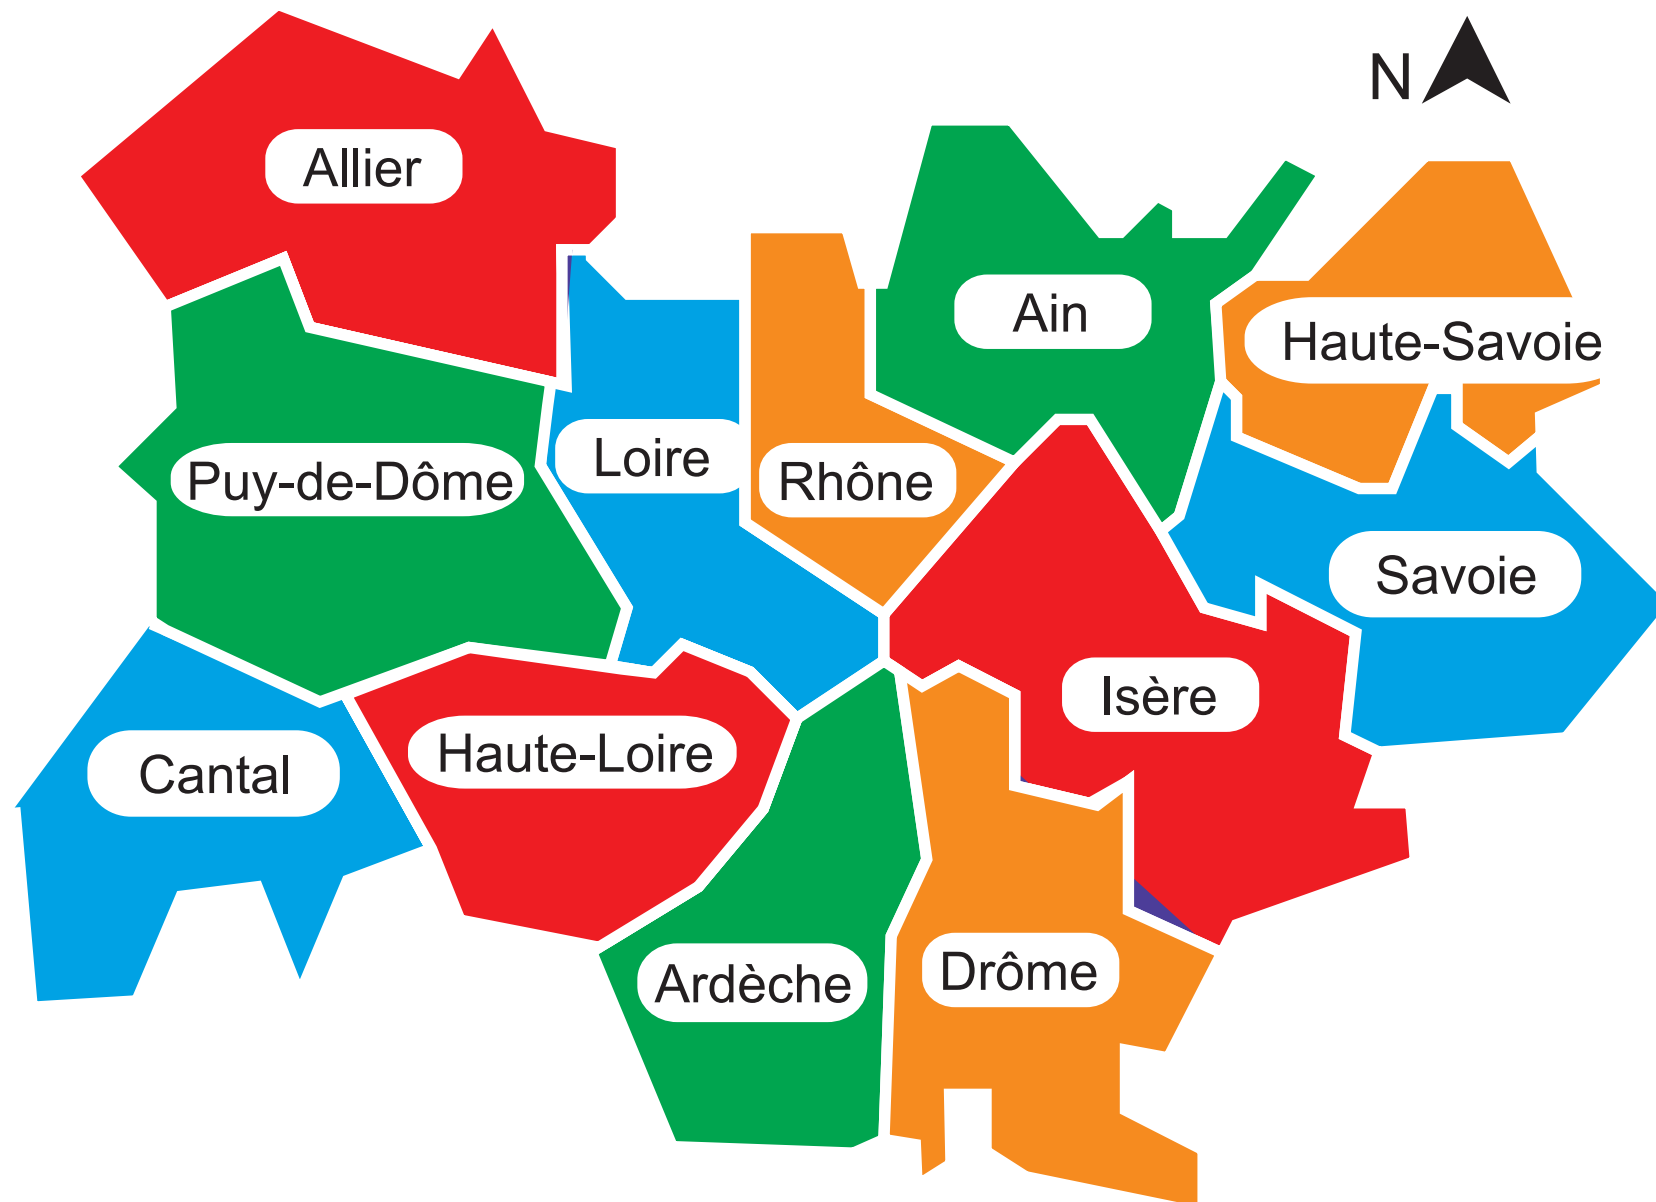 N
Allier
Ain
Haute-Savoie
Loire
Rhône
Puy-de-Dôme
Savoie
Isère
Haute-Loire
Cantal
Drôme
Ardèche